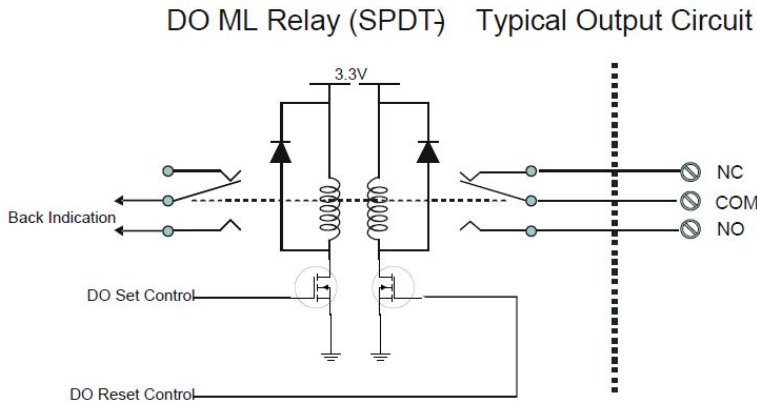 DO ML Relay (SPDT) - Typical Output Circuit
3.3V
NC
COM
Back Indication
NO
DO Set Control
DO Reset Control